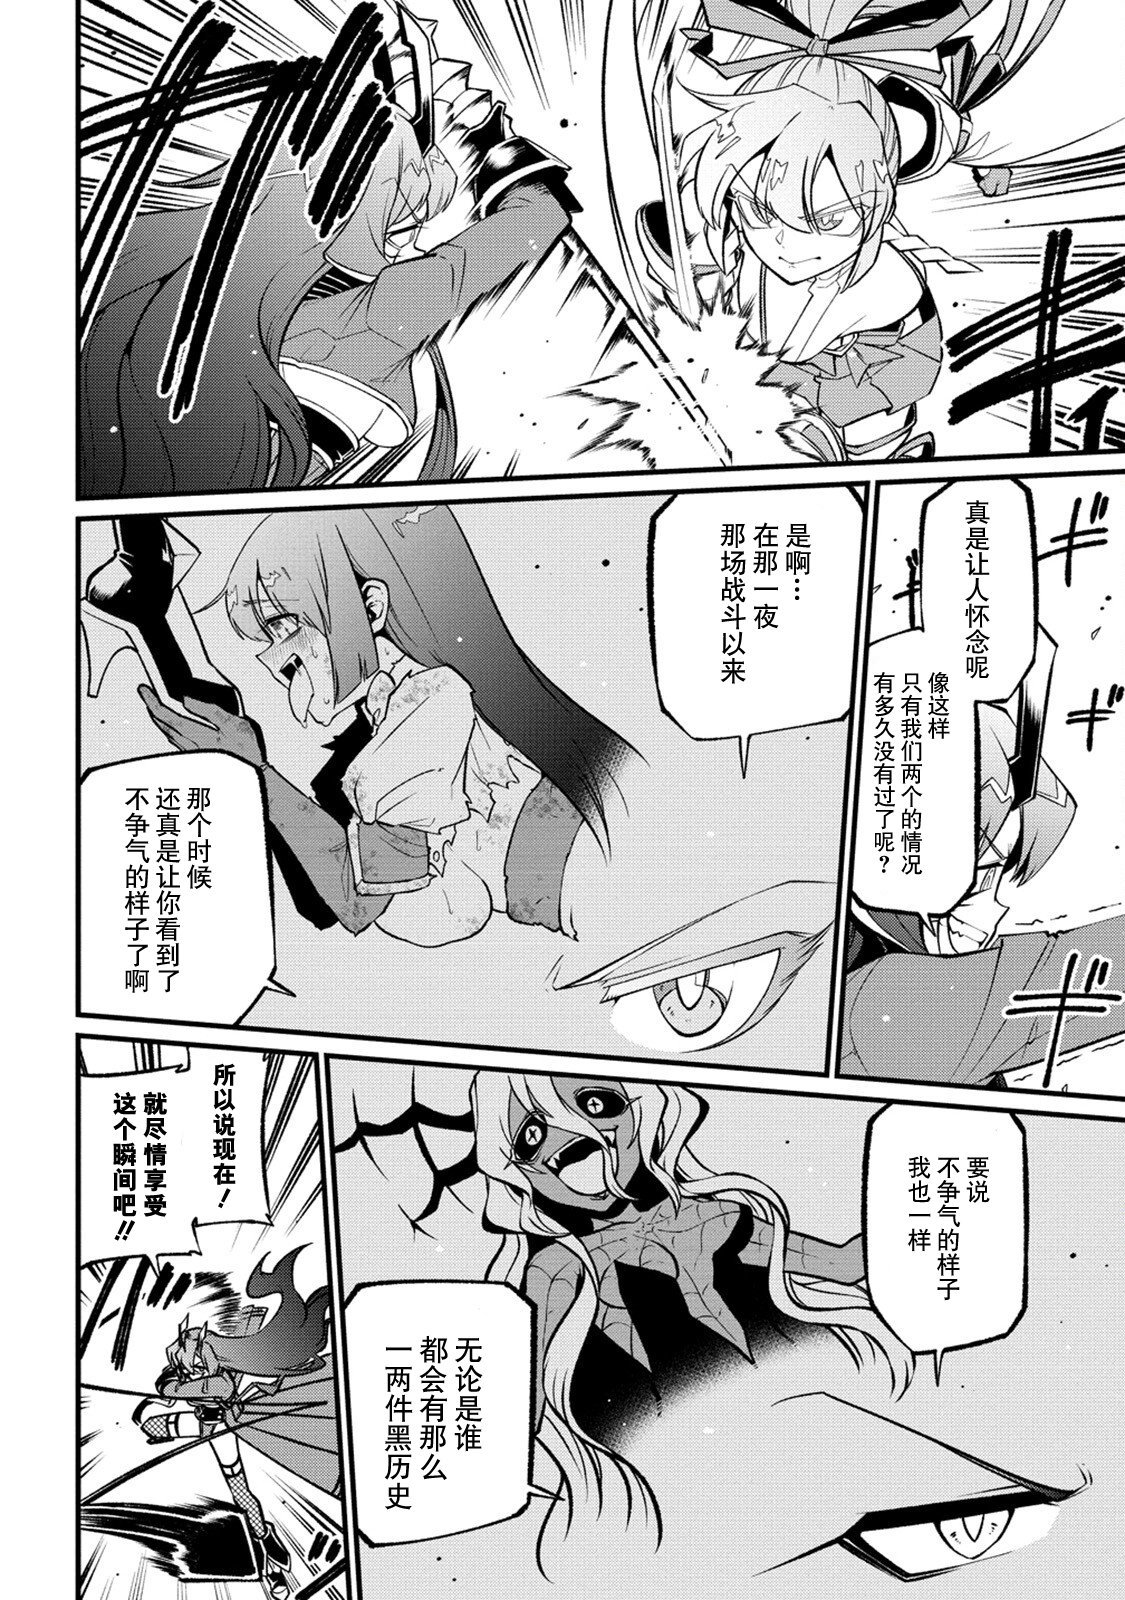 真是让人怀念呢
像这样
只有我们两个的情况
有多久没有过了呢？
是啊…
在那一夜
那场战斗以来
那个时候
还真是让你看到了
不争气的样子了啊
要说
不争气的样子
我也一样
无论是谁
都会有那么
一两件黑历史
所以说现在！
就尽情享受
这个瞬间吧！！